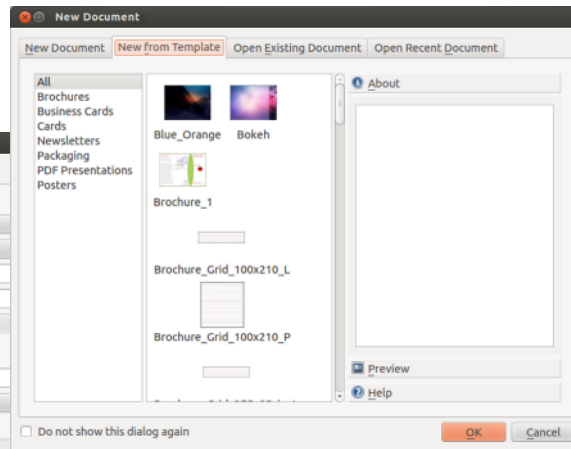 New Document
New Document New from Template Open Existing Document Open Recent Document
All
Brochures
Business Cards
Cards
Newsletters
Packaging
PDF Presentations
Posters
Blue_Orange Bokeh
Brochure_1
Brochure_Grid_100x210_L
Brochure_Grid_100x210_P
About
Preview
Help
Do not show this dialog again
OK Cancel